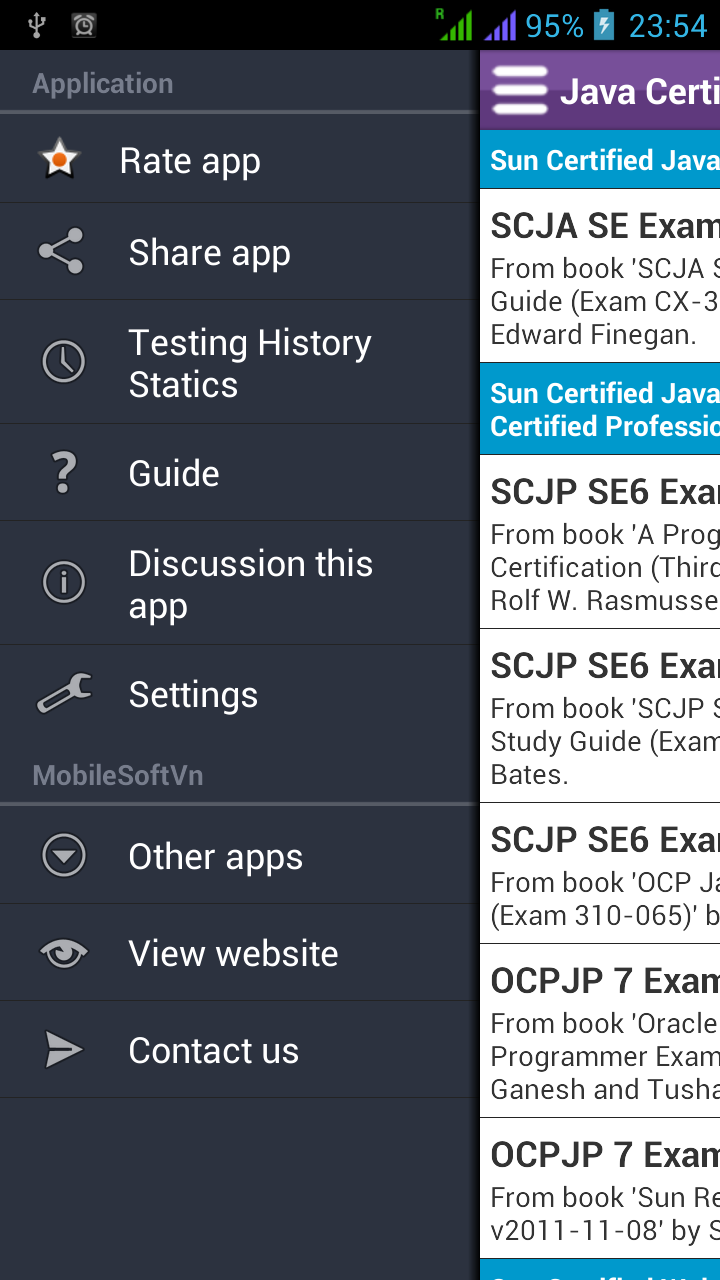 R 95% 23:54
Application
Rate app
Share app
Testing History
Statics
Guide
Discussion this
app
Settings
MobileSoftVn
Other apps
View website
Contact us
Java Certi
Sun Certified Java
SCJA SE Exam
From book 'SCJA S
Guide (Exam CX-3
Edward Finegan.
Sun Certified Java
Certified Professio
SCJP SE6 Exa
From book 'A Prog
Certification (Third
Rolf W. Rasmusse
SCJP SE6 Exa
From book 'SCJP S
Study Guide (Exam
Bates.
SCJP SE6 Exa
From book 'OCP Ja
(Exam 310-065)' b
OCPJP 7 Exam
From book 'Oracle
Programmer Exam
Ganesh and Tusha
OCPJP 7 Exam
From book 'Sun Re
v2011-11-08' by S